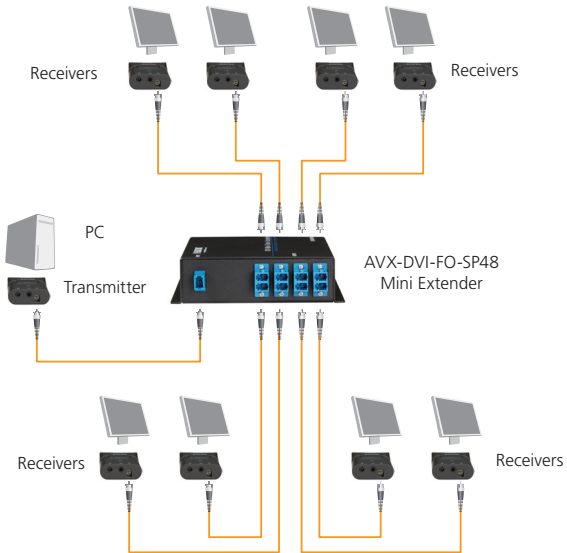 Receivers
Receivers
PC
Transmitter
AVX-DVI-FO-SP48
Mini Extender
Receivers
Receivers